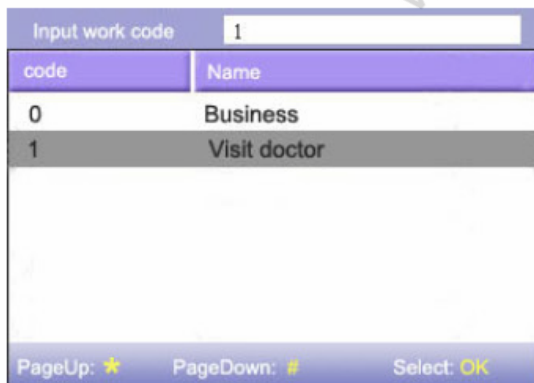 Input work code 1
code Name
0 Business
1 Visit doctor
PageUp: * PageDown: # Select: OK